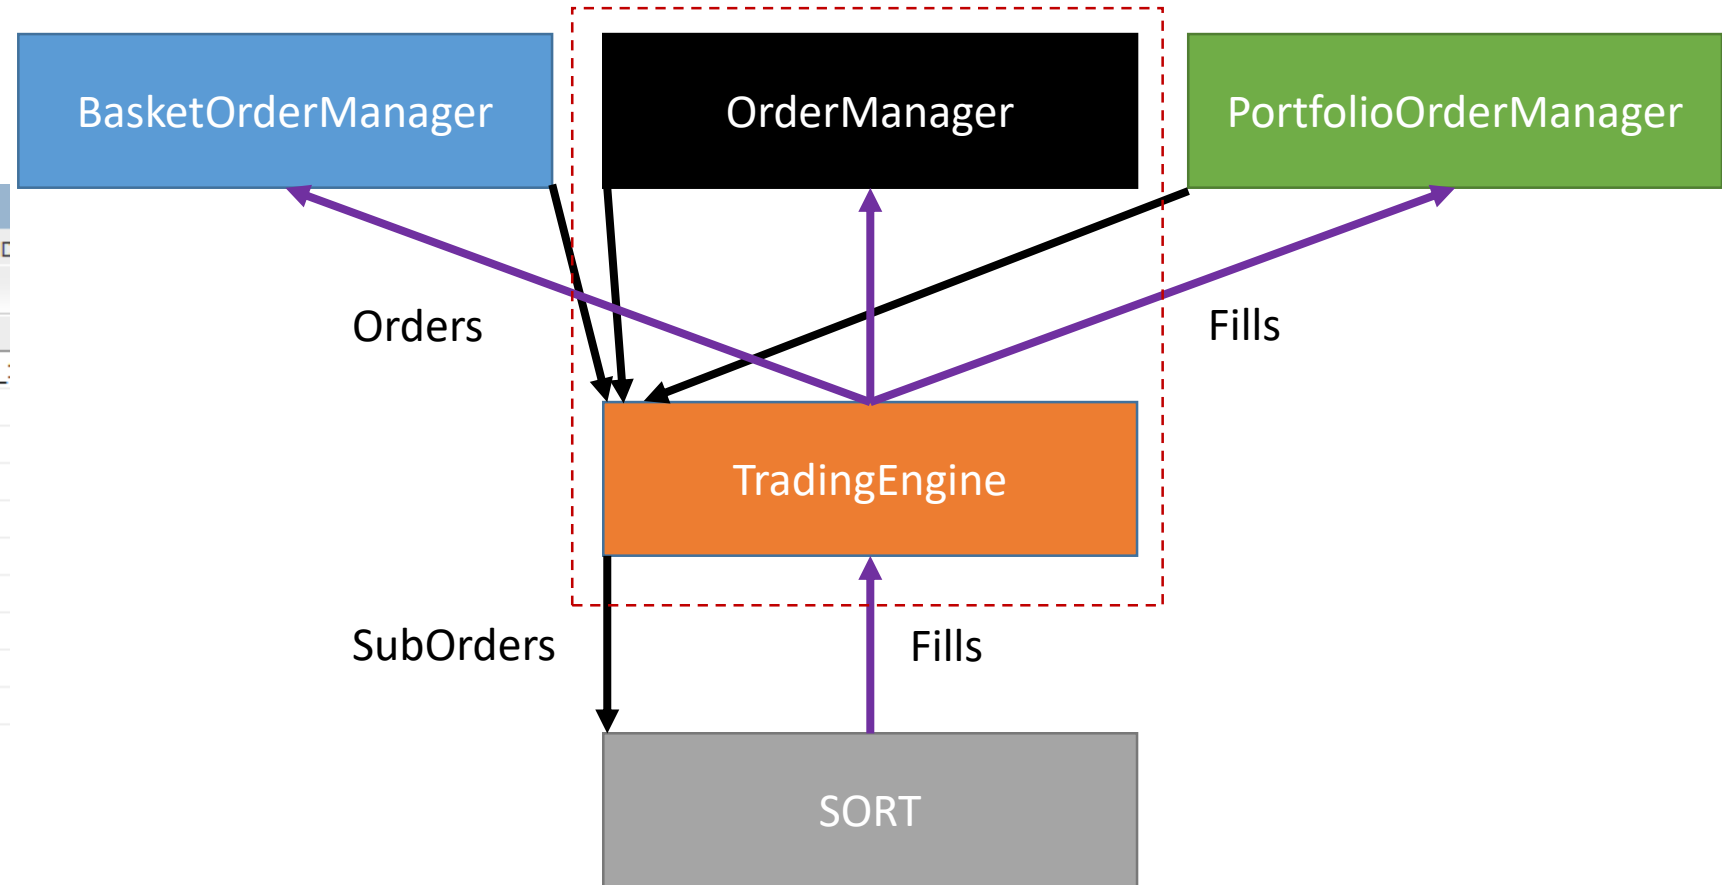 BasketOrderManager
OrderManager
PortfolioOrderManager
Orders
Fills
TradingEngine
SubOrders
Fills
SORT